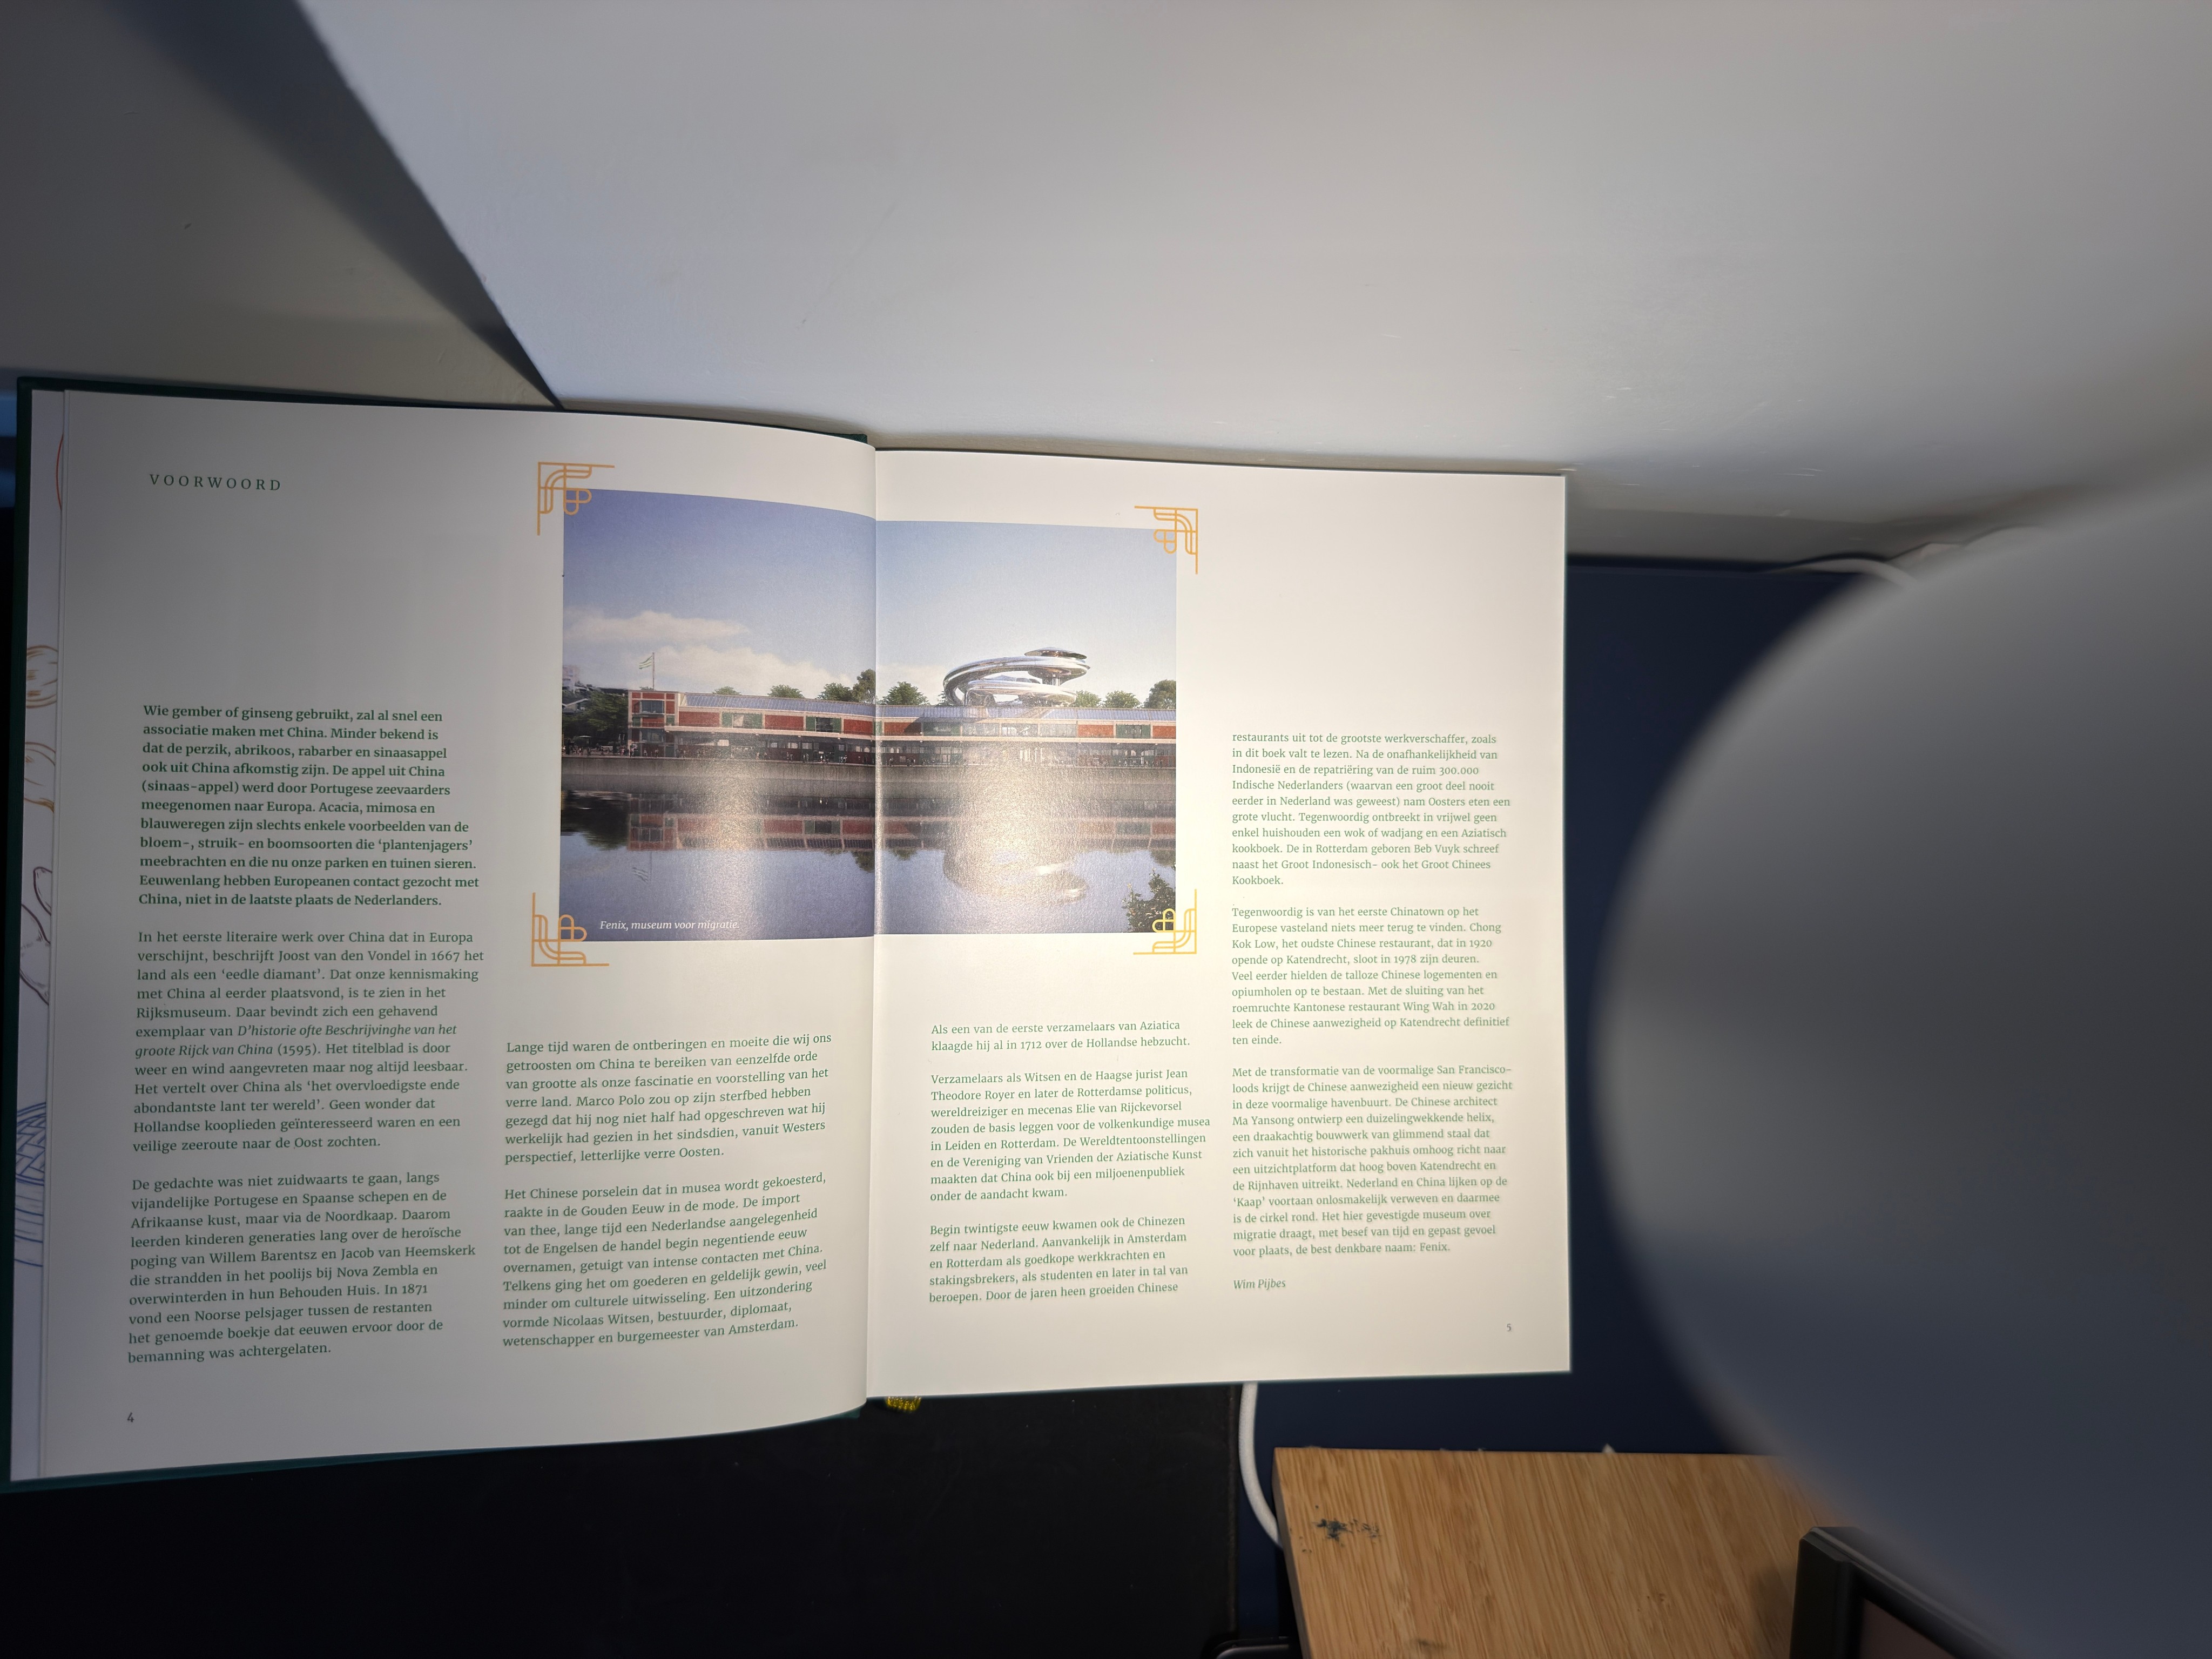 VOORWOORD
Wie gember of ginseng gebruikt, zal al snel een
associatie maken met China. Minder bekend is
dat de perzik, abrikoos, rabarber en sinaasappel
ook uit China afkomstig zijn. De appel uit China
(sinaas-appel) werd door Portugese zeevaarders
meegenomen naar Europa. Acacia, mimosa en
blauweregen zijn slechts enkele voorbeelden van de
bloem-, struik- en boomsoorten die ‘plantenjagers’
meebrachten en die nu onze parken en tuinen sieren.
Eeuwenlang hebben Europeanen contact gezocht met
China, niet in de laatste plaats de Nederlanders.
In het eerste literaire werk over China dat in Europa
verschijnt, beschrijft Joost van den Vondel in 1667 het
land als een ‘eedle diamant’. Dat onze kennismaking
met China al eerder plaatsvond, is te zien in het
Rijksmuseum. Daar bevindt zich een gehavend
exemplaar van D’historie ofte Beschrijvinghe van het
groote Rijck van China (1595). Het titelblad is door
weer en wind aangevreten maar nog altijd leesbaar.
Het vertelt over China als ‘het overvloedigste ende
abondantste lant ter wereld’. Geen wonder dat
Hollandse kooplieden geïnteresseerd waren en een
veilige zeeroute naar de Oost zochten.
De gedachte was niet zuidwaarts te gaan, langs
vijandelijke Portugese en Spaanse schepen en de
Afrikaanse kust, maar via de Noordkaap. Daarom
leerden kinderen generaties lang over de heroïsche
poging van Willem Barentsz en Jacob van Heemskerk
die strandden in het poolijs bij Nova Zembla en
overwinterden in hun Behouden Huis. In 1871
vond een Noorse pelsjager tussen de restanten
het genoemde boekje dat eeuwen ervoor door de
bemanning was achtergelaten.
4
Fenix, museum voor migratie.
Lange tijd waren de ontberingen en moeite die wij ons
getroosten om China te bereiken van eenzelfde orde
van grootte als onze fascinatie en voorstelling van het
verre land. Marco Polo zou op zijn sterfbed hebben
gezegd dat hij nog niet half had opgeschreven wat hij
werkelijk had gezien in het sindsdien, vanuit Westers
perspectief, letterlijke verre Oosten.
Het Chinese porselein dat in musea wordt gekoesterd,
raakte in de Gouden Eeuw in de mode. De import
van thee, lange tijd een Nederlandse aangelegenheid
tot de Engelsen de handel begin negentiende eeuw
overnamen, getuigt van intense contacten met China.
Telkens ging het om goederen en geldelijk gewin, veel
minder om culturele uitwisseling. Een uitzondering
vormde Nicolaas Witsen, bestuurder, diplomaat,
wetenschapper en burgemeester van Amsterdam.
Als een van de eerste verzamelaars van Aziatica
klaagde hij al in 1712 over de Hollandse hebzucht.
Verzamelaars als Witsen en de Haagse jurist Jean
Theodore Royer en later de Rotterdamse politicus,
wereldreiziger en mecenas Elie van Rijckevorsel
zouden de basis leggen voor de volkenkundige musea
in Leiden en Rotterdam. De Wereldtentoonstellingen
en de Vereniging van Vrienden der Aziatische Kunst
maakten dat China ook bij een miljoenenpubliek
onder de aandacht kwam.
Begin twintigste eeuw kwamen ook de Chinezen
zelf naar Nederland. Aanvankelijk in Amsterdam
en Rotterdam als goedkope werkkrachten en
stakingsbrekers, als studenten en later in tal van
beroepen. Door de jaren heen groeiden Chinese
restaurants uit tot de grootste werkverschaffer, zoals
in dit boek valt te lezen. Na de onafhankelijkheid van
Indonesië en de repatriëring van de ruim 300.000
Indische Nederlanders (waarvan een groot deel nooit
eerder in Nederland was geweest) nam Oosters eten een
grote vlucht. Tegenwoordig ontbreekt in vrijwel geen
enkel huishouden een wok of wadjang en een Aziatisch
kookboek. De in Rotterdam geboren Beb Vuyk schreef
naast het Groot Indonesisch- ook het Groot Chinees
Kookboek.
Tegenwoordig is van het eerste Chinatown op het
Europese vasteland niets meer terug te vinden. Chong
Kok Low, het oudste Chinese restaurant, dat in 1920
opende op Katendrecht, sloot in 1978 zijn deuren.
Veel eerder hielden de talloze Chinese logementen en
opiumholen op te bestaan. Met de sluiting van het
roemruchte Kantonese restaurant Wing Wah in 2020
leek de Chinese aanwezigheid op Katendrecht definitief
ten einde.
Met de transformatie van de voormalige San Francisco-
loods krijgt de Chinese aanwezigheid een nieuw gezicht
in deze voormalige havenbuurt. De Chinese architect
Ma Yansong ontwierp een duizelingwekkende helix,
een draakachtig bouwwerk van glimmend staal dat
zich vanuit het historische pakhuis omhoog richt naar
een uitzichtplatform dat hoog boven Katendrecht en
de Rijnhaven uitreikt. Nederland en China lijken op de
‘Kaap’ voortaan onlosmakelijk verweven en daarmee
is de cirkel rond. Het hier gevestigde museum over
migratie draagt, met besef van tijd en gepast gevoel
voor plaats, de best denkbare naam: Fenix.
Wim Pijbes
5